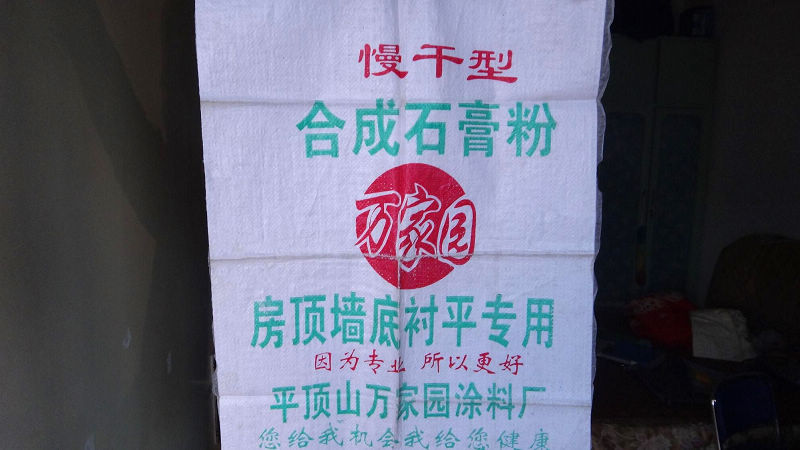 慢干型
合成石膏粉
万家园
房顶墙底衬平专用
因为专业 所以更好
平顶山万家园涂料厂
您给我机会我给您健康